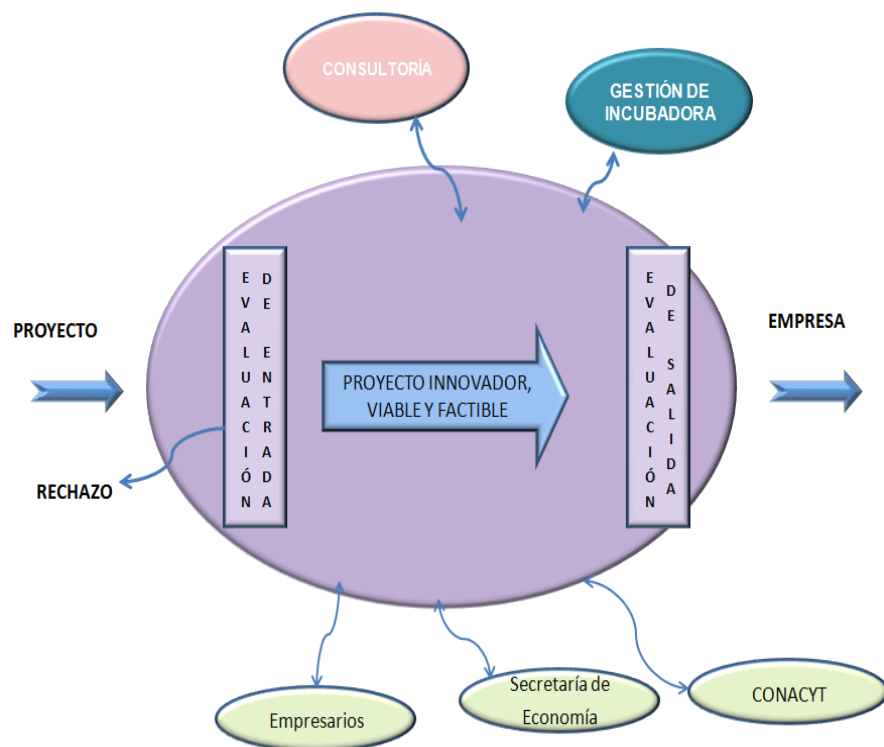 CONSULTORÍA
GESTIÓN DE
INCUBADORA
PROYECTO
EVALUACIÓN
DE ENTRADA
PROYECTO INNOVADOR,
VIABLE Y FACTIBLE
EVALUACIÓN
DE SALIDA
EMPRESA
RECHAZO
Empresarios
Secretaría de
Economía
CONACYT